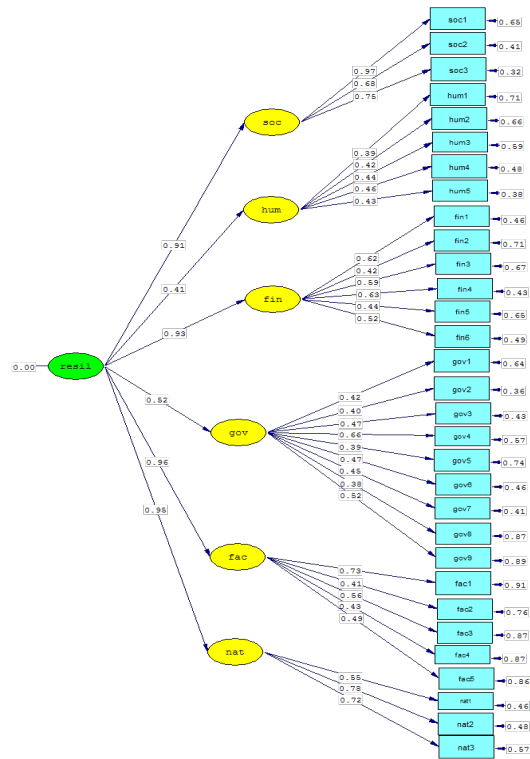 soc1 0.65
soc2 0.41
soc3 0.32
0.97
0.68
0.75
soc
hum1 0.71
hum2 0.66
hum3 0.59
hum4 0.48
hum5 0.38
0.39
0.42
0.44
0.46
0.43
hum
0.91
0.41
fin1 0.46
fin2 0.71
fin3 0.67
fin4 0.43
fin5 0.65
fin6 0.49
0.62
0.42
0.59
0.63
0.44
0.52
fin
0.93
0.00 resil
0.52
gov1 0.64
gov2 0.36
gov3 0.43
gov4 0.57
gov5 0.74
gov6 0.46
gov7 0.41
gov8 0.87
gov9 0.89
0.42
0.40
0.47
0.66
0.39
0.47
0.45
0.38
0.52
gov
0.96
0.95
fac1 0.91
fac2 0.76
fac3 0.87
fac4 0.87
fac5 0.86
0.73
0.41
0.56
0.43
0.49
fac
nat1 0.46
nat2 0.48
nat3 0.57
0.55
0.78
0.72
nat